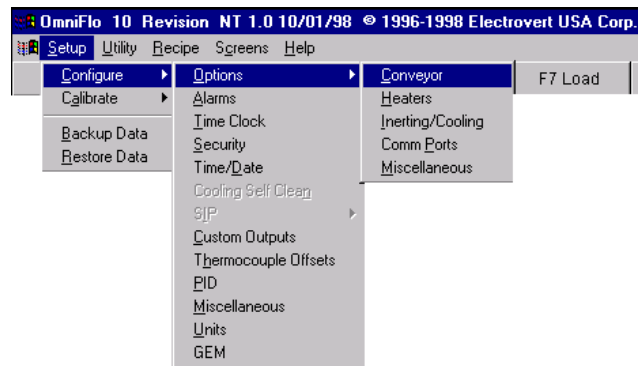 OmniFlo 10 Revision NT 1.0 10/01/98 © 1996-1998 Electrovert USA Corp.
Setup Utility Recipe Screens Help
F7 Load
Configure
Calibrate
Backup Data
Restore Data
Options
Alarms
Time Clock
Security
Time/Date
Cooling Self Clean
SIP
Custom Outputs
Thermocouple Offsets
PID
Miscellaneous
Units
GEM
Conveyor
Heaters
Inerting/Cooling
Comm Ports
Miscellaneous